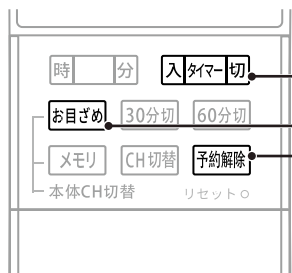 時 分 入 タイマー 切
お目ざめ 30分切 60分切
メモリ CH切替 予約解除
本体CH切替 リセット